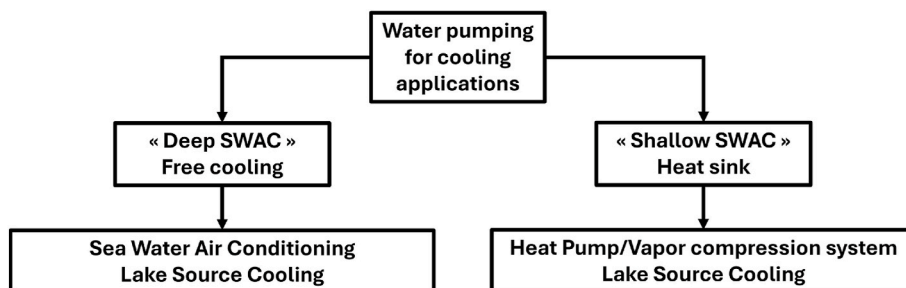 Water pumping
for cooling
applications
« Deep SWAC »
Free cooling
« Shallow SWAC »
Heat sink
Sea Water Air Conditioning
Lake Source Cooling
Heat Pump/Vapor compression system
Lake Source Cooling